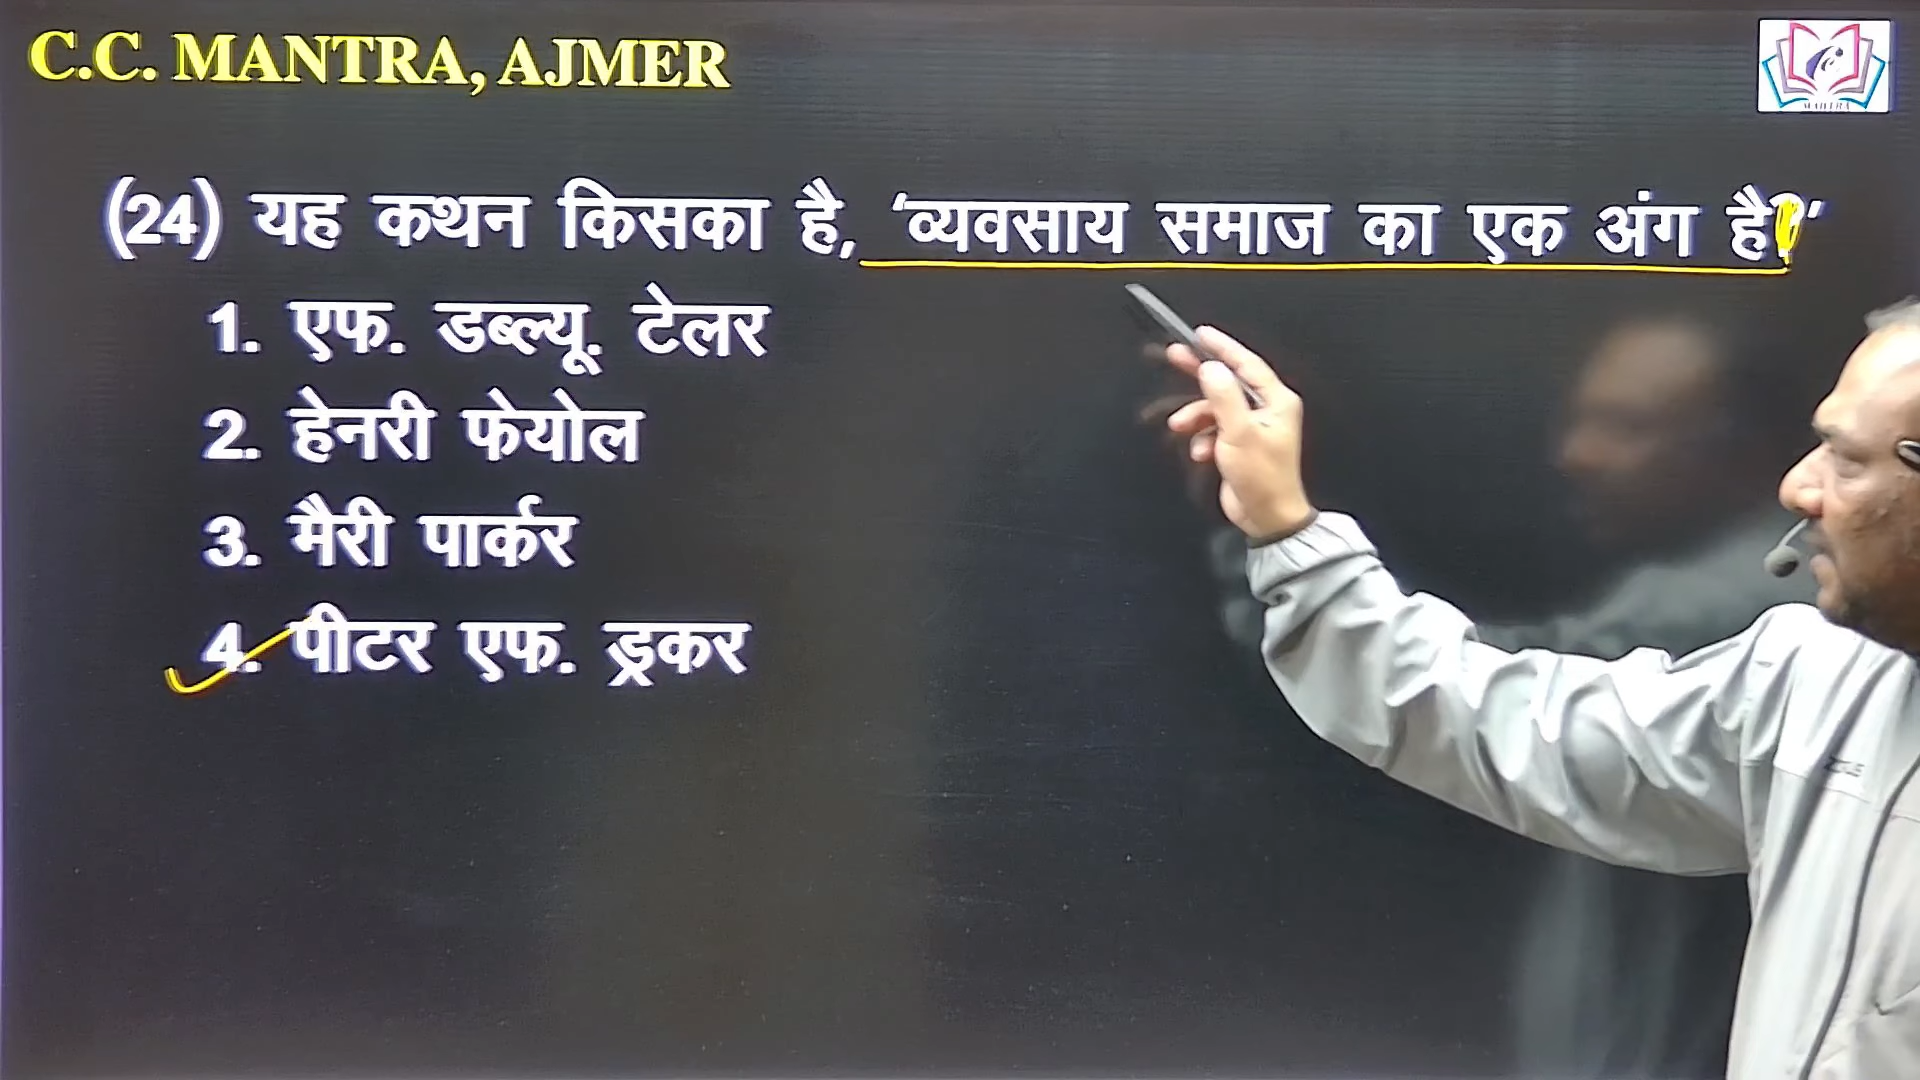 C.C. MANTRA, AJMER
MANTRA
(24) यह कथन किसका है, ‘व्यवसाय समाज का एक अंग है?’
1. एफ. डब्ल्यू. टेलर
2. हेनरी फेयोल
3. मैरी पार्कर
4. पीटर एफ. ड्रकर